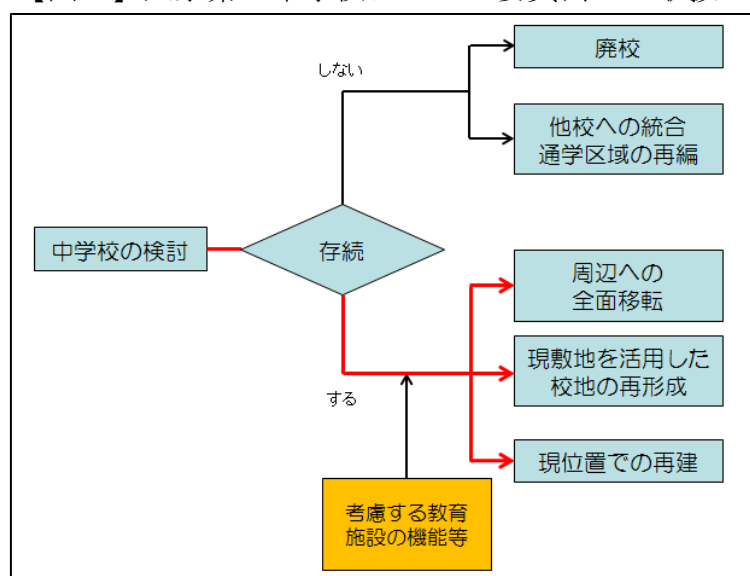 しない
廃校
他校への統合
通学区域の再編
中学校の検討
存続
周辺への
全面移転
現敷地を活用した
校地の再形成
する
現位置での再建
考慮する教育
施設の機能等